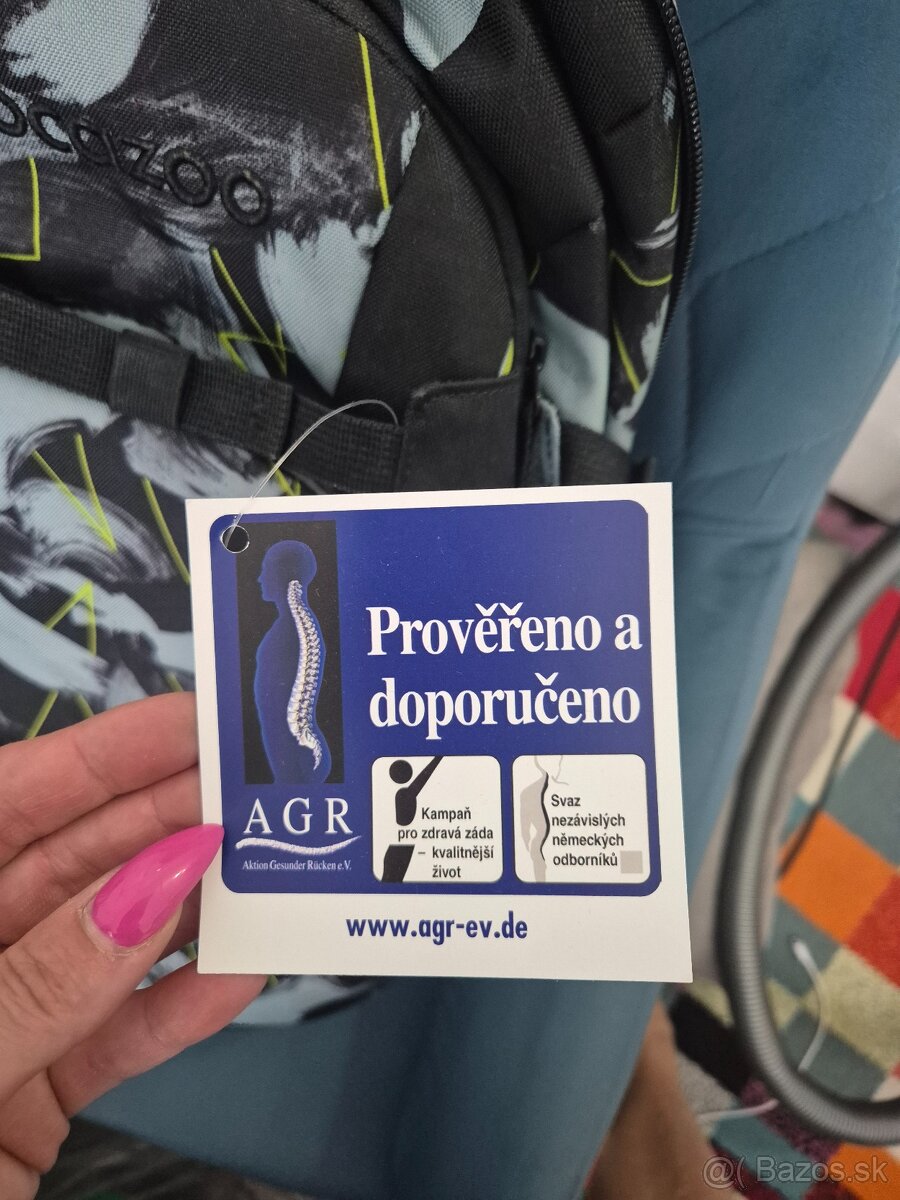 ocazoo
Prověřeno a
doporučeno
AGR
Aktion Gesunder Rücken e.V.
Kampaň
pro zdravá záda
– kvalitnější
život
Svaz
nezávislých
německých
odborníků
www.agr-ev.de
@( Bazos.sk